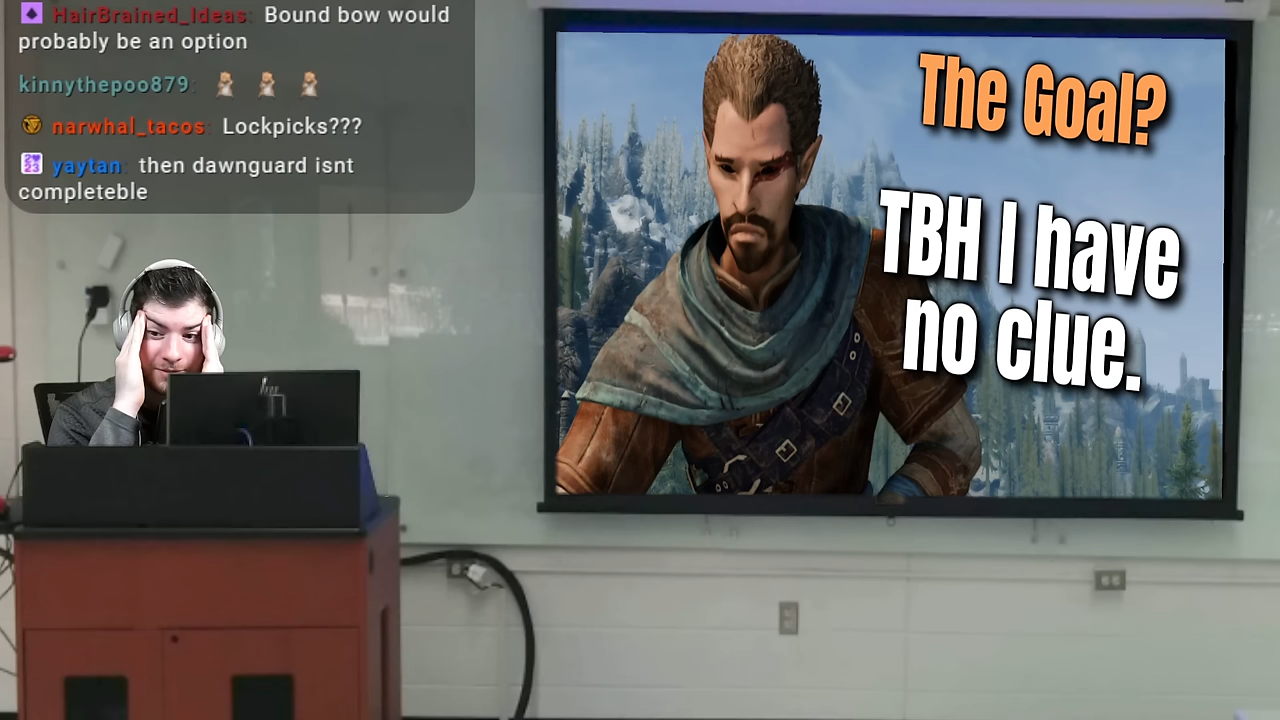 HairBrained_Ideas: Bound bow would
probably be an option
kinnythepoo879:
narwhal_tacos: Lockpicks???
yaytan: then dawnguard isnt
completeble
The Goal?
TBH I have
no clue.